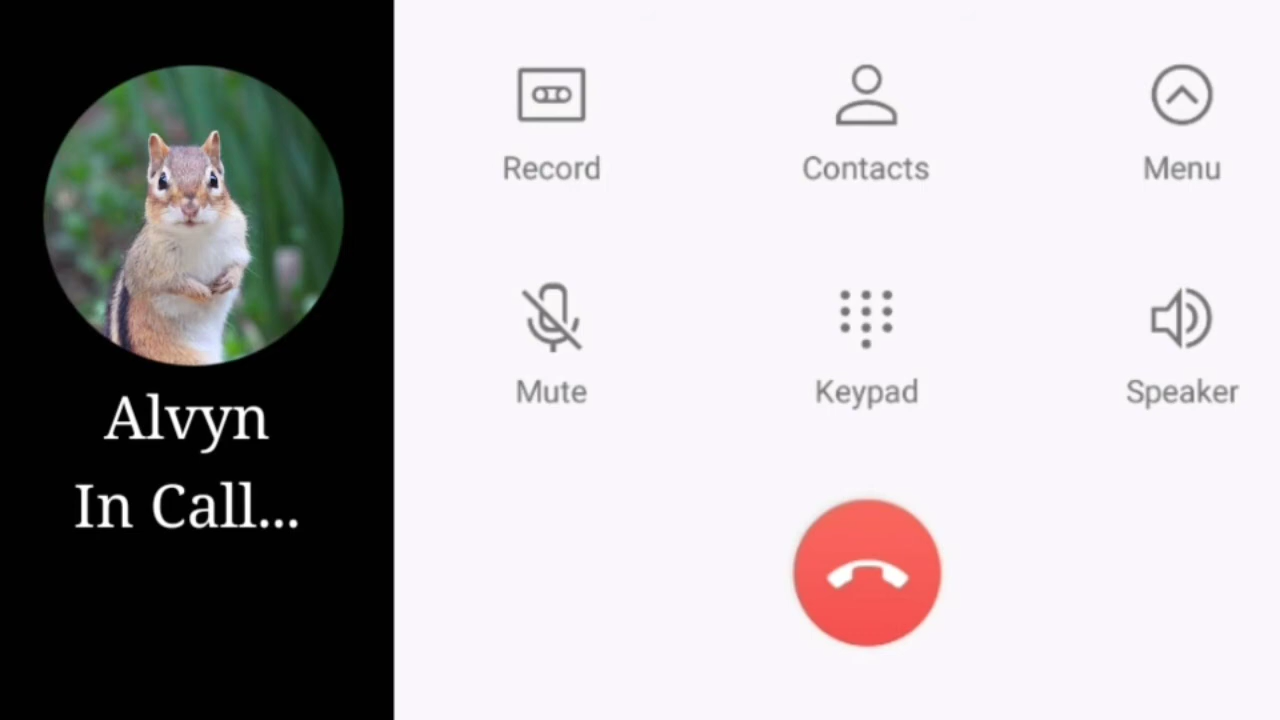 Alvyn
In Call...
Record
Contacts
Menu
Mute
Keypad
Speaker